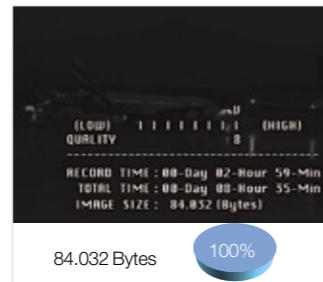 U
(LOW) I I I I I I I I (HIGH)
QUALITY 8
RECORD TIME:00-Day 02-Hour 59-Min
TOTAL TIME:00-Day 08-Hour 35-Min
IMAGE SIZE: 84.032 (Bytes)
84.032 Bytes 100%